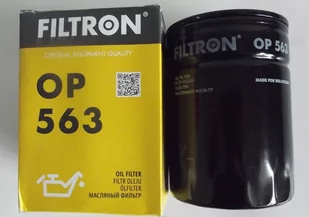 FILTRON
ORIGINAL EQUIPMENT QUALITY
OP
563
OIL FILTER
FILTR OLEJU
ÖLFILTER
МАСЛЯНЫЙ ФИЛЬТР
FILTRON
OP 563